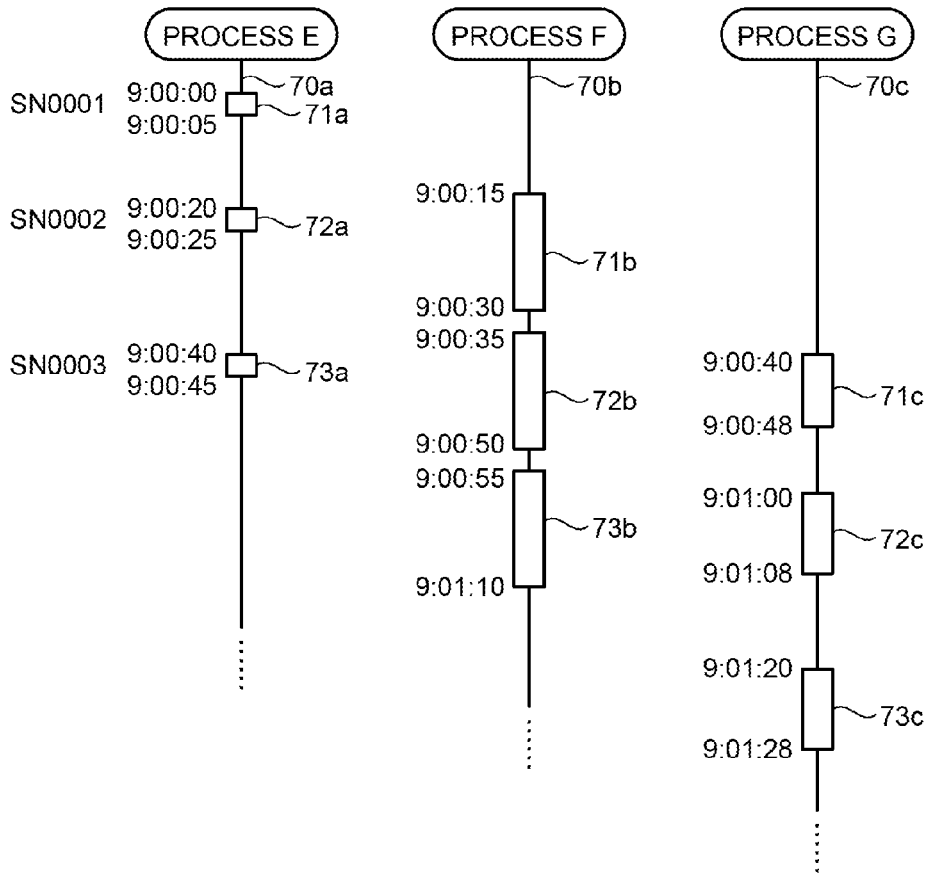 PROCESS E
PROCESS F
PROCESS G
70a
70b
70c
SN0001
9:00:00
9:00:05
71a
9:00:15
SN0002
9:00:20
9:00:25
72a
71b
9:00:30
9:00:35
SN0003
9:00:40
9:00:45
73a
9:00:40
71c
72b
9:00:48
9:00:50
9:00:55
9:01:00
73b
72c
9:01:08
9:01:10
9:01:20
73c
9:01:28